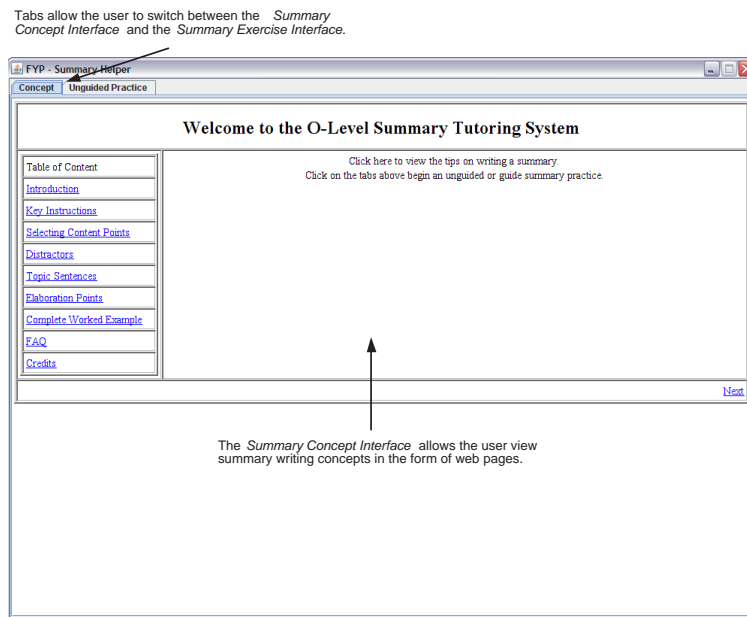 Tabs allow the user to switch between the Summary
Concept Interface and the Summary Exercise Interface.
FYP - Summary Helper
Concept Unguided Practice
Welcome to the O-Level Summary Tutoring System
Table of Content
Introduction
Key Instructions
Selecting Content Points
Distractors
Topic Sentences
Elaboration Points
Complete Worked Example
FAQ
Credits
Click here to view the tips on writing a summary.
Click on the tabs above begin an unguided or guide summary practice.
Next
The Summary Concept Interface allows the user view
summary writing concepts in the form of web pages.